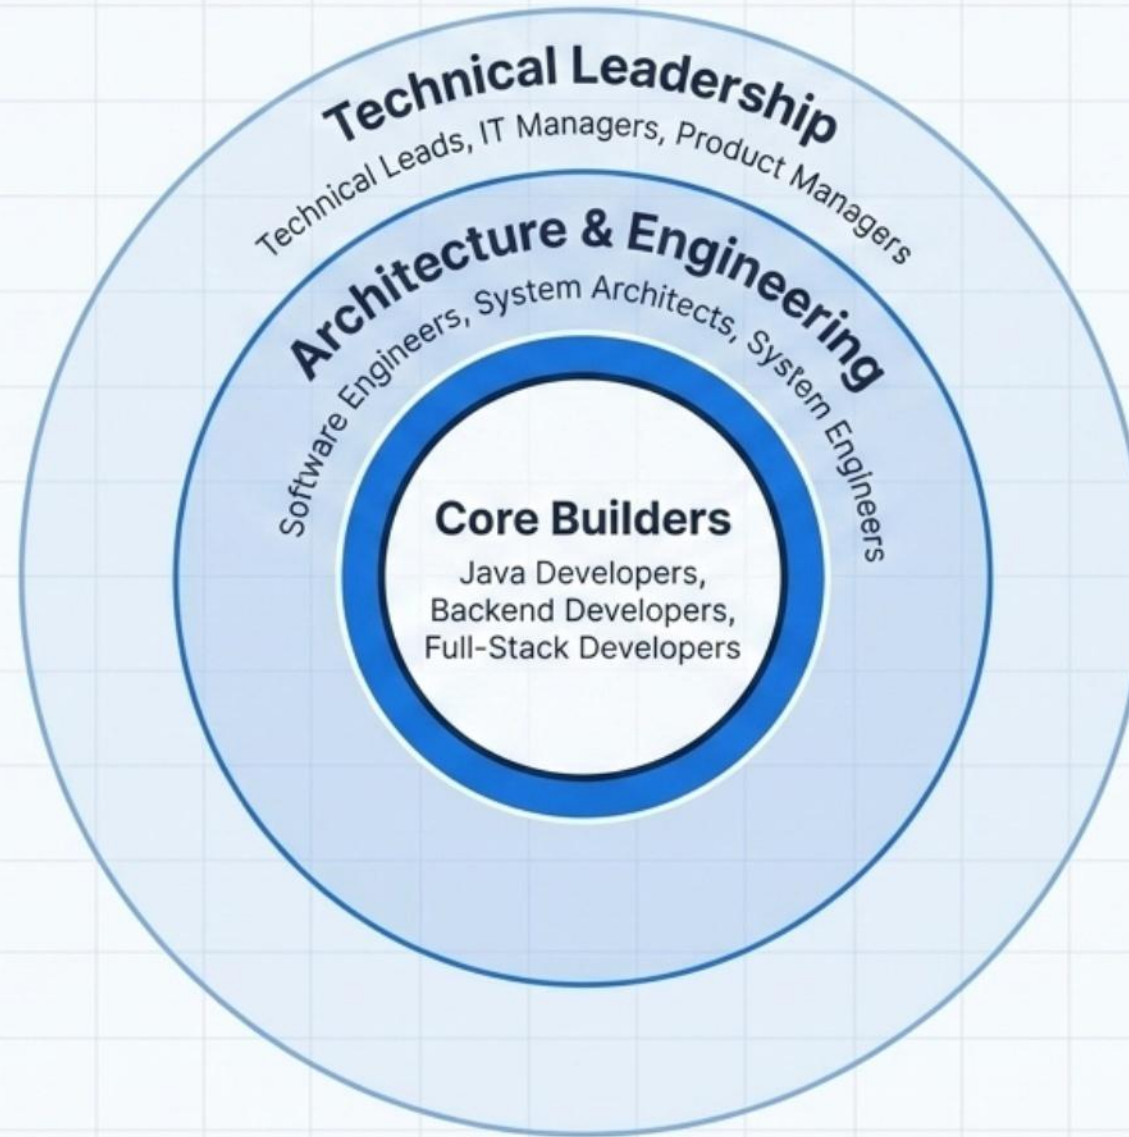 Technical Leadership
Technical Leads, IT Managers, Product Managers
Architecture & Engineering
Software Engineers, System Architects, System Engineers
Core Builders
Java Developers,
Backend Developers,
Full-Stack Developers